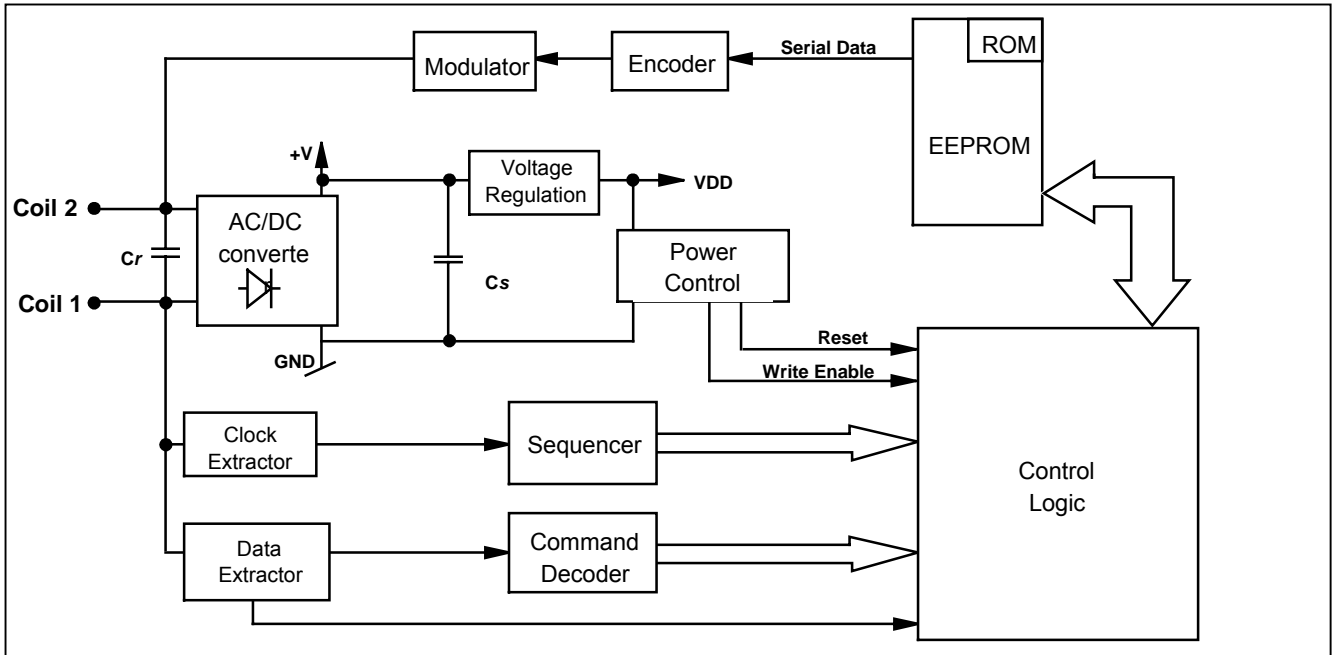 ROM
Serial Data
Modulator
Encoder
EEPROM
+V
Voltage
Regulation
VDD
Coil 2
AC/DC
converte
Cr
Cs
Power
Control
Coil 1
GND
Reset
Write Enable
Clock
Extractor
Sequencer
Control
Logic
Data
Extractor
Command
Decoder